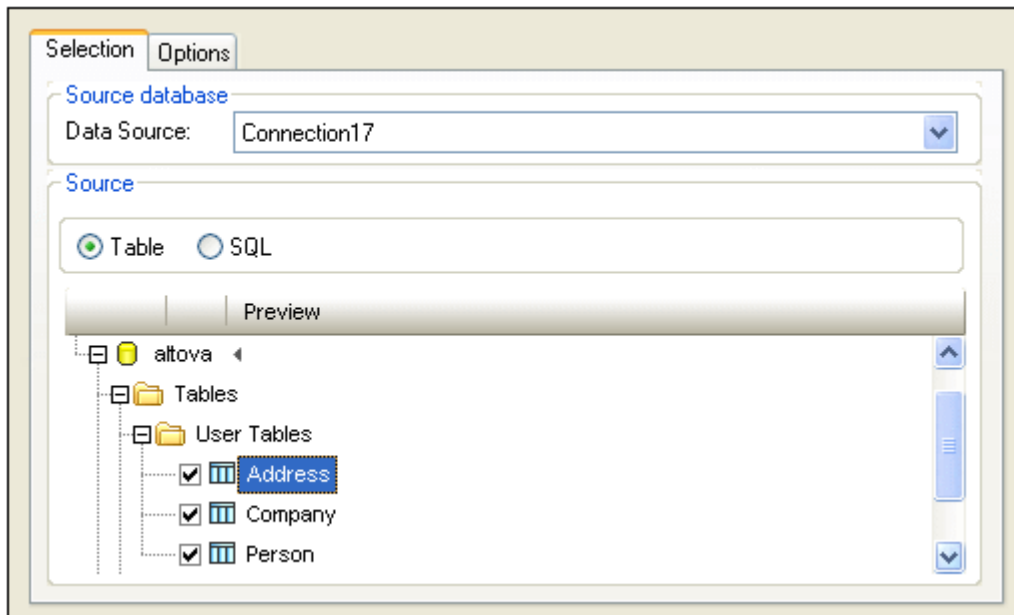 Selection Options
Source database
Data Source: Connection17
Source
Table SQL
Preview
altova
Tables
User Tables
Address
Company
Person